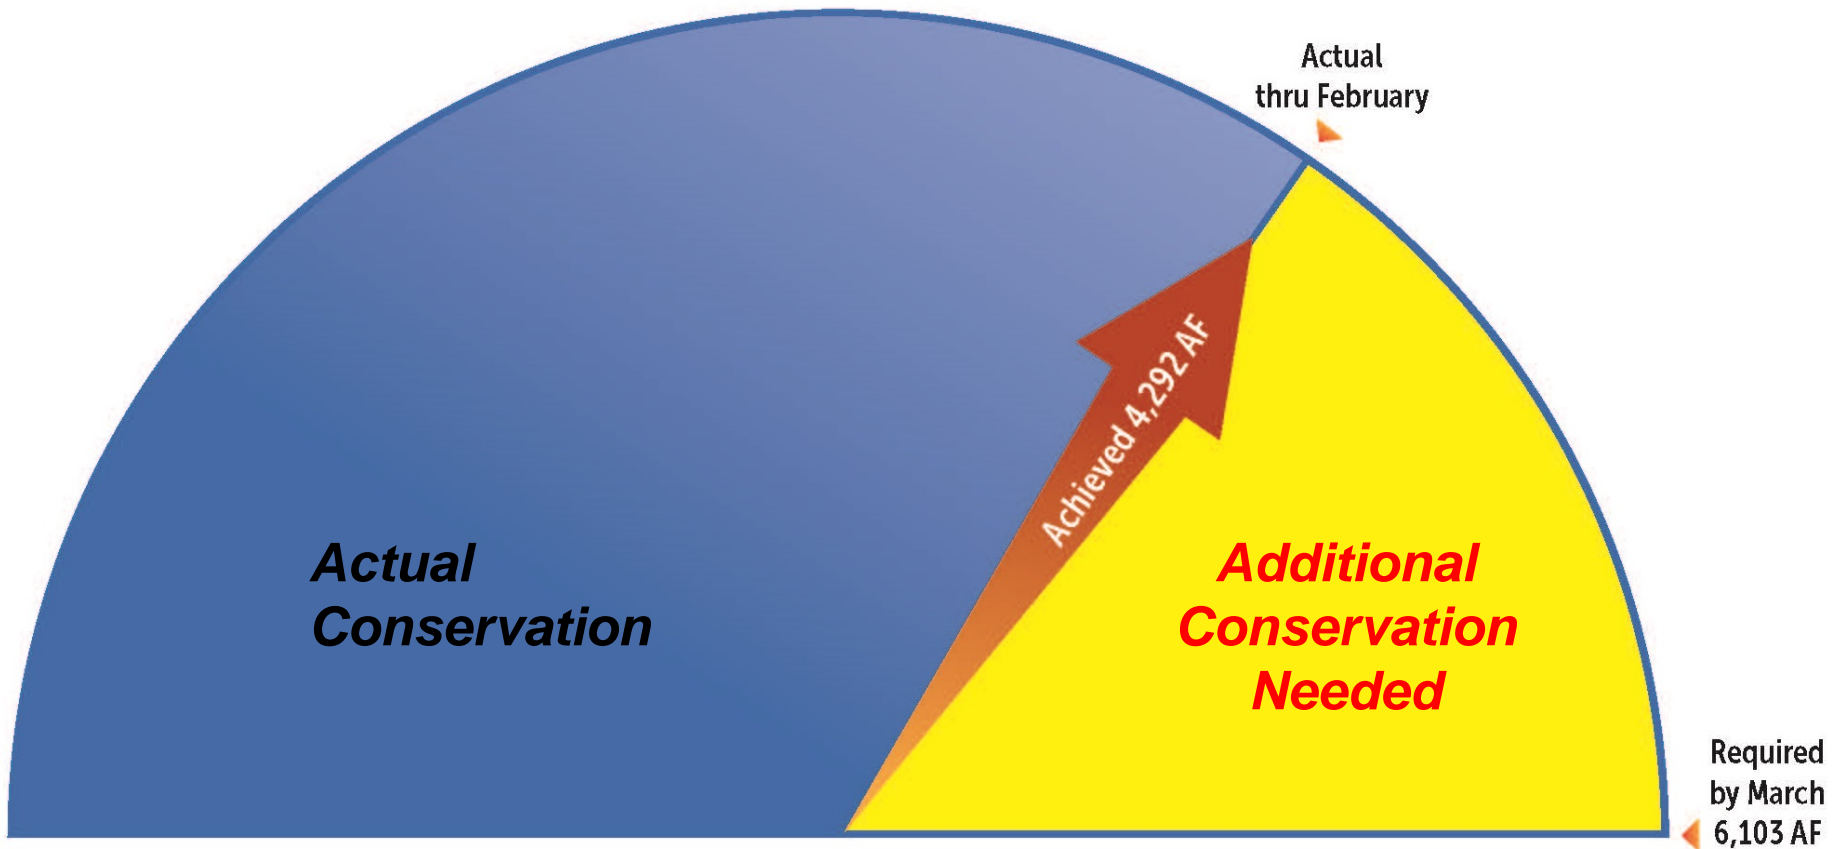 Actual
thru February
Achieved 4,292 AF
Actual
Conservation
Additional
Conservation
Needed
Required
by March
6,103 AF